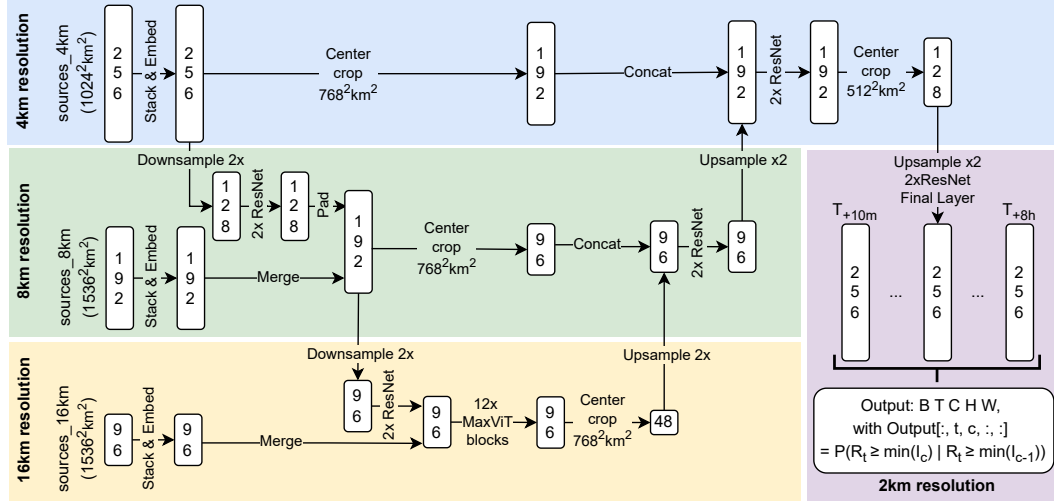 4km resolution
sources_4km
(1024²km²)
256
Stack & Embed
256
Center
crop
768²km²
192
Concat
192
2x ResNet
192
Center
crop
512²km²
128
Downsample 2x
Upsample x2
8km resolution
128
2x ResNet
128
Pad
192
sources_8km
(1536²km²)
192
Stack & Embed
192
Merge
Center
crop
768²km²
96
Concat
96
2x ResNet
96
Downsample 2x
Upsample 2x
16km resolution
96
2x ResNet
sources_16km
(1536²km²)
96
Stack & Embed
96
Merge
96
12x
MaxViT
blocks
96
Center
crop
768²km²
48
Upsample x2
2xResNet
Final Layer
T+10m
T+8h
256
...
256
...
256
Output: B T C H W,
with Output[:, t, c, :, :]
= P(Rₜ ≥ min(I_c) | Rₜ ≥ min(I_c-1))
2km resolution